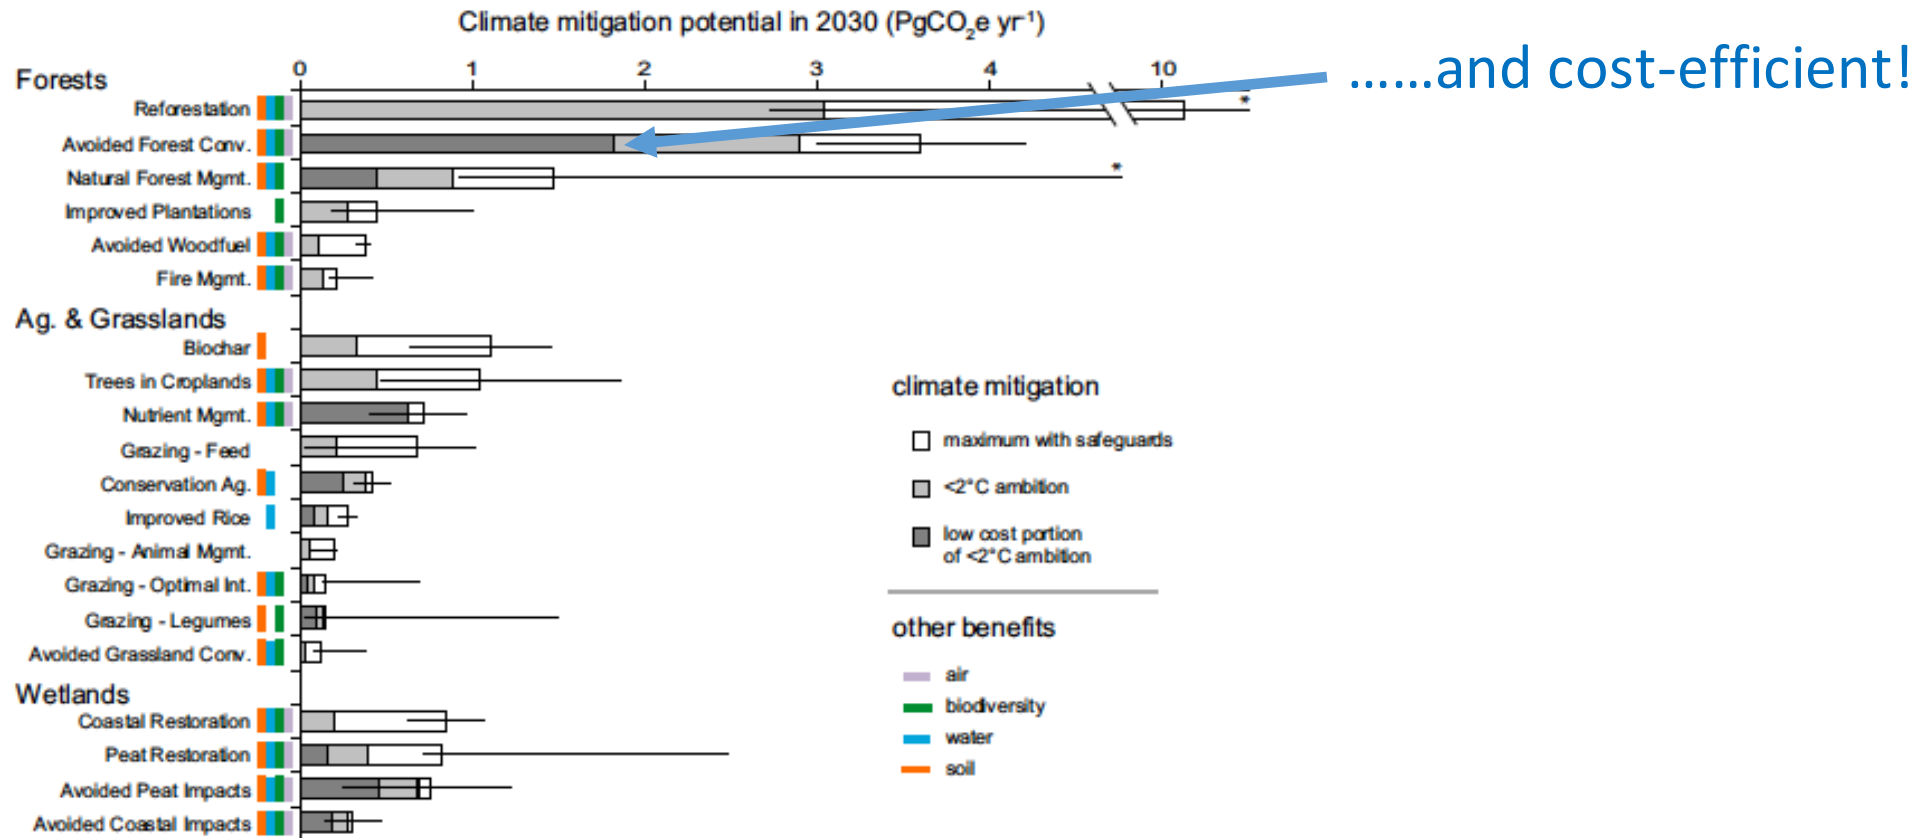 Climate mitigation potential in 2030 (PgCO₂e yr⁻¹)
……and cost-efficient!
0 1 2 3 4 10
Forests
Reforestation
*
Avoided Forest Conv.
Natural Forest Mgmt.
*
Improved Plantations
Avoided Woodfuel
Fire Mgmt.
Ag. & Grasslands
Biochar
Trees in Croplands
Nutrient Mgmt.
Grazing - Feed
Conservation Ag.
Improved Rice
Grazing - Animal Mgmt.
Grazing - Optimal Int.
Grazing - Legumes
Avoided Grassland Conv.
Wetlands
Coastal Restoration
Peat Restoration
Avoided Peat Impacts
Avoided Coastal Impacts
climate mitigation
maximum with safeguards
<2°C ambition
low cost portion
of <2°C ambition
other benefits
air
biodiversity
water
soil